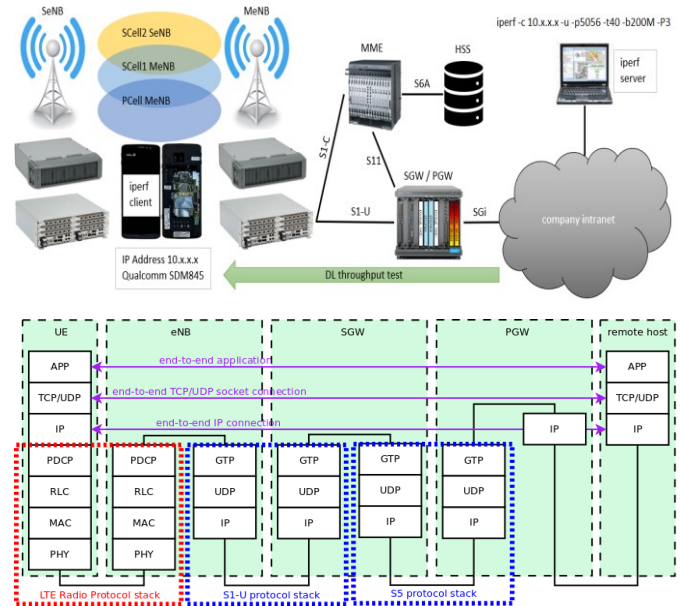 SeNB
MeNB
iperf -c 10.x.x.x -u -p5056 -t40 -b200M -P3
SCell2 SeNB
SCell1 MeNB
PCell MeNB
MME
HSS
S6A
iperf
server
S1-C
S11
iperf
client
SGW / PGW
S1-U
SGi
company intranet
IP Address 10.x.x.x
Qualcomm SDM845
DL throughput test
UE
eNB
SGW
PGW
remote host
APP
end-to-end application
APP
TCP/UDP
end-to-end TCP/UDP socket connection
TCP/UDP
IP
end-to-end IP connection
IP
IP
PDCP
PDCP
GTP
GTP
GTP
GTP
RLC
RLC
UDP
UDP
UDP
UDP
MAC
MAC
IP
IP
IP
IP
PHY
PHY
LTE Radio Protocol stack
S1-U protocol stack
S5 protocol stack